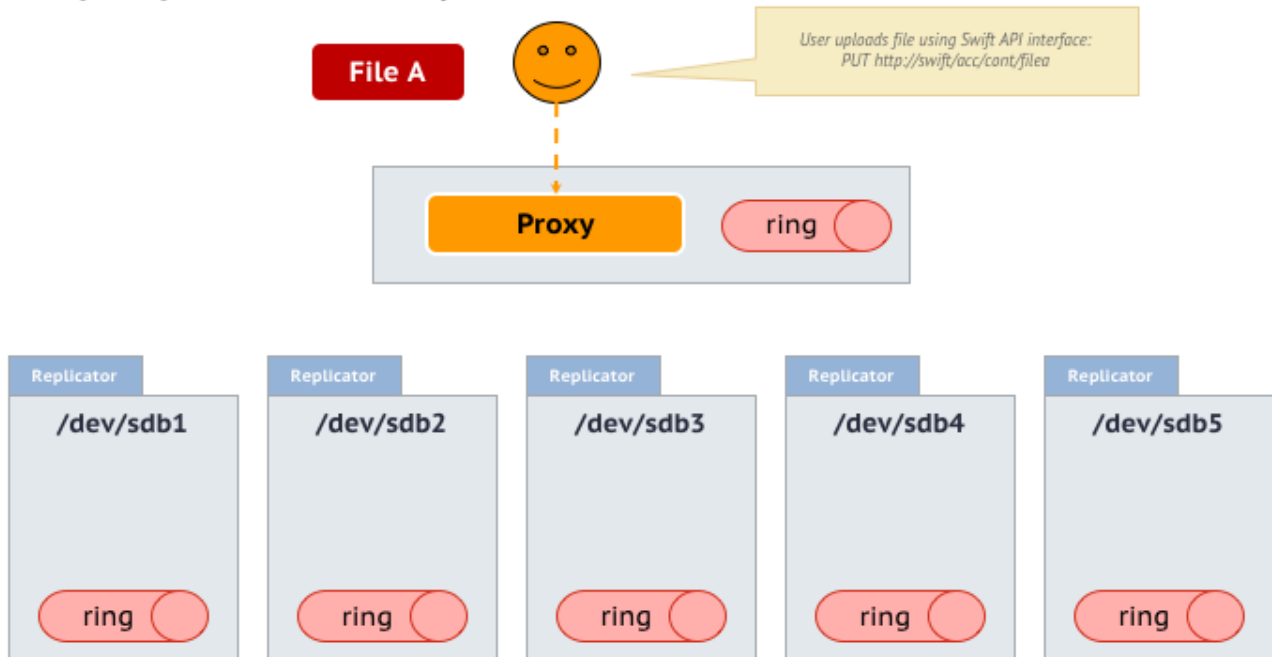 File A
User uploads file using Swift API interface:
PUT http://swift/acc/cont/filea
Proxy
ring
Replicator
Replicator
Replicator
Replicator
Replicator
/dev/sdb1
/dev/sdb2
/dev/sdb3
/dev/sdb4
/dev/sdb5
ring
ring
ring
ring
ring